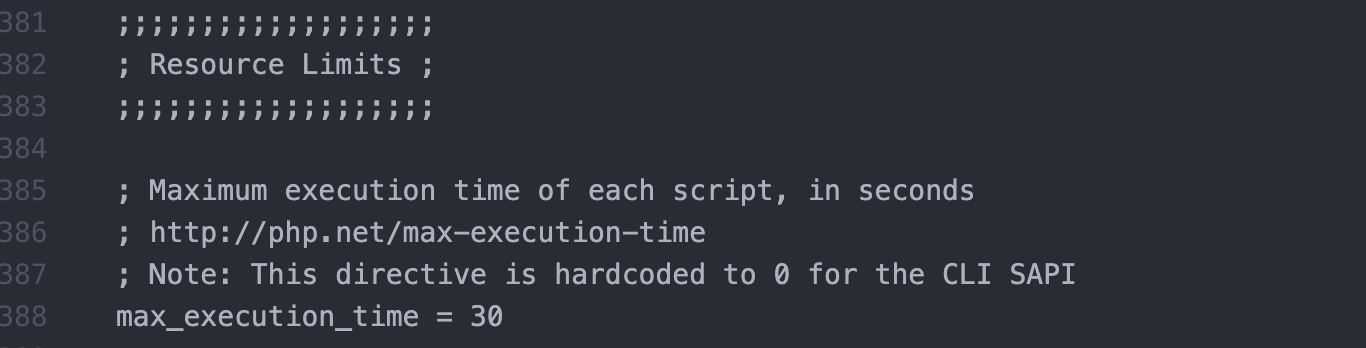 381 ;;;;;;;;;;;;;;;;;;;
382 ; Resource Limits ;
383 ;;;;;;;;;;;;;;;;;;;
384
385 ; Maximum execution time of each script, in seconds
386 ; http://php.net/max-execution-time
387 ; Note: This directive is hardcoded to 0 for the CLI SAPI
388 max_execution_time = 30